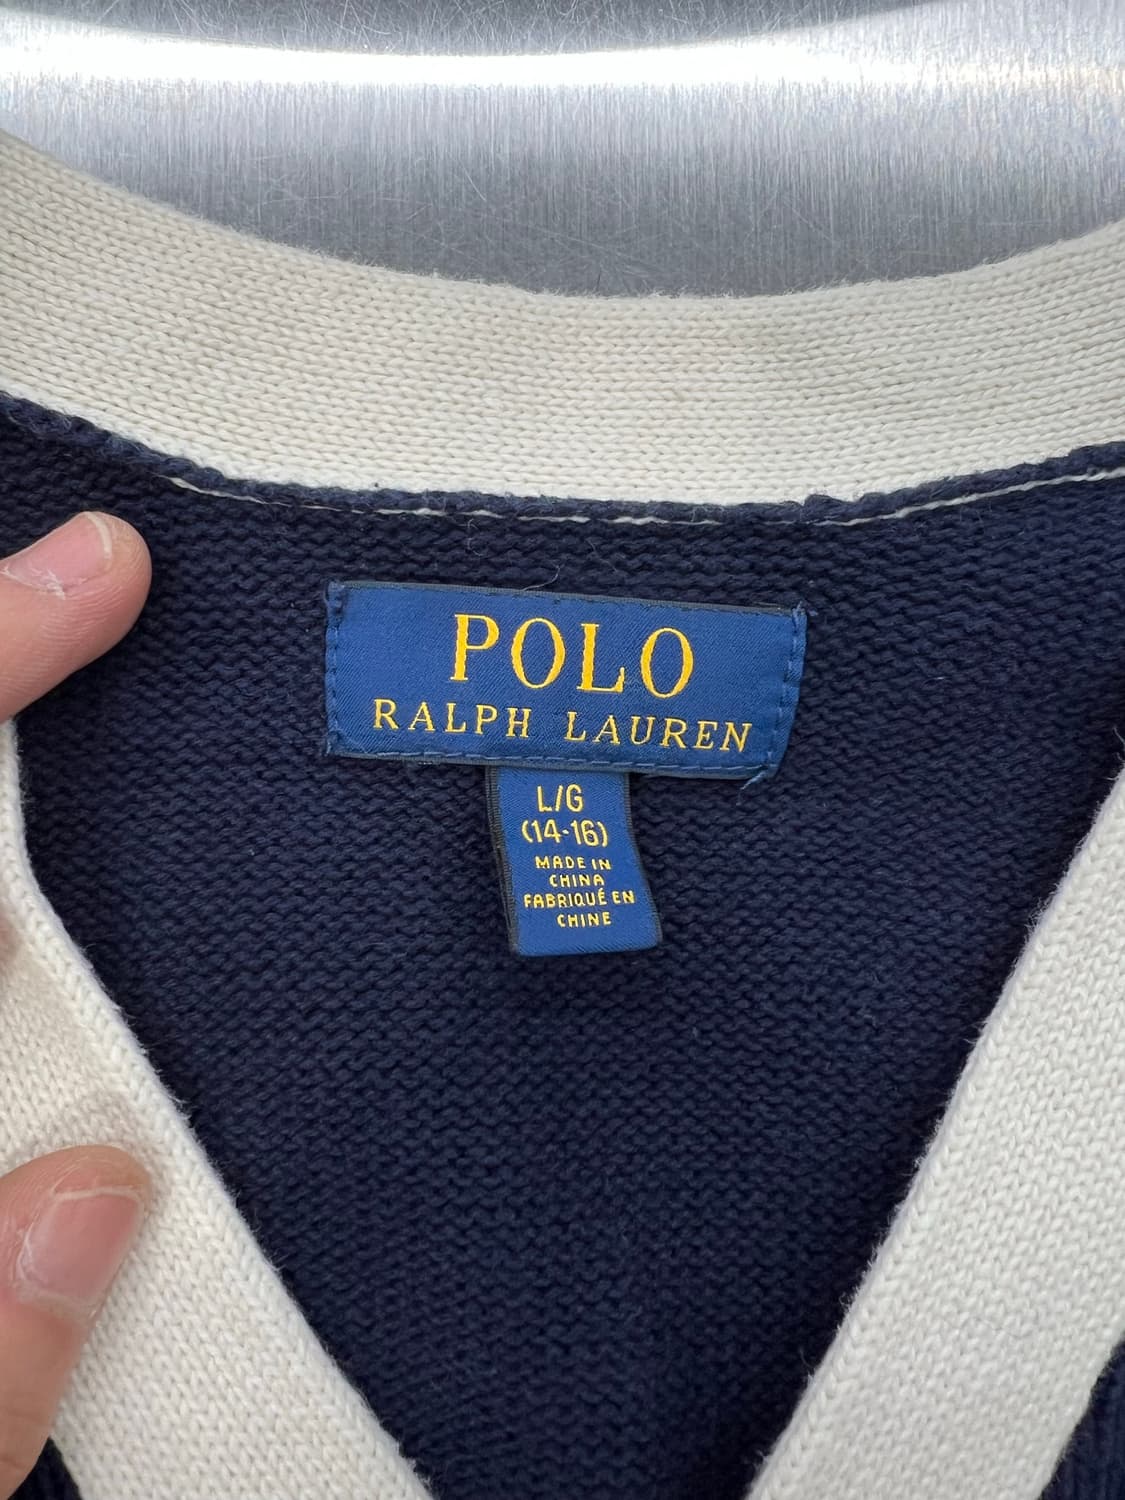 POLO
RALPH LAUREN
L/G
(14-16)
MADE IN
CHINA
FABRIQUÉ EN
CHINE